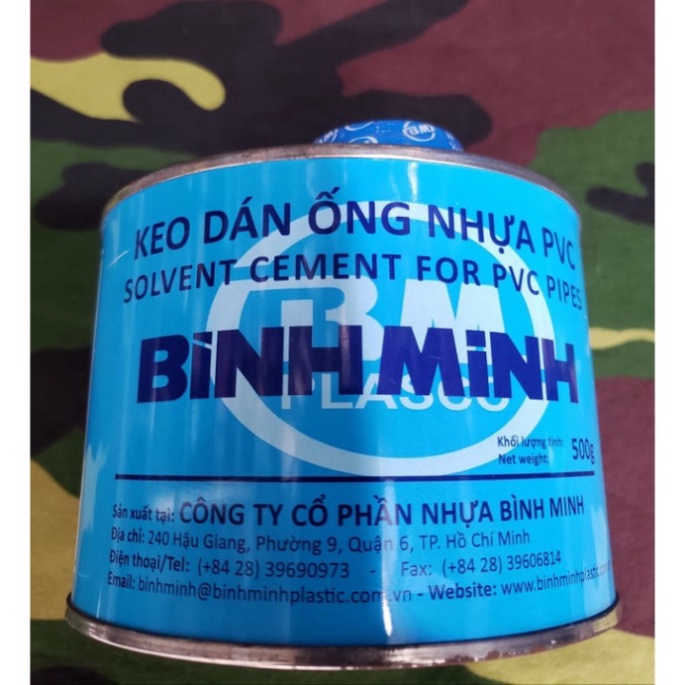 BM
KEO DÁN ỐNG NHỰA PVC
SOLVENT CEMENT FOR PVC PIPES
BM
BÌNH MINH
PLASCO
Khối lượng tịnh:
Net weight: 500g
Sản xuất tại: CÔNG TY CỔ PHẦN NHỰA BÌNH MINH
Địa chỉ: 240 Hậu Giang, Phường 9, Quận 6, TP. Hồ Chí Minh
Điện thoại/Tel: (+84 28) 39690973 - Fax: (+84 28) 39606814
Email: binhminh@binhminhplastic.com.vn - Website: www.binhminhplastic.com